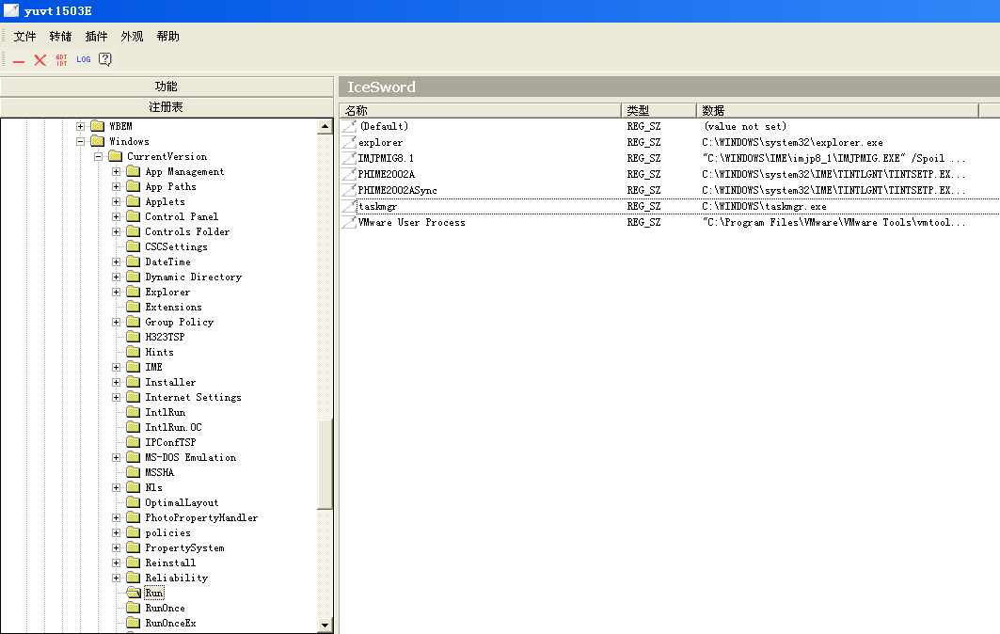 yuvt1503E
文件 转储 插件 外观 帮助
GDT IDT LOG ?
功能
注册表
WBEM
Windows
CurrentVersion
App Management
App Paths
Applets
Control Panel
Controls Folder
CSCSettings
DateTime
Dynamic Directory
Explorer
Extensions
Group Policy
H323TSP
Hints
IME
Installer
Internet Settings
IntlRun
IntlRun.OC
IPConfTSP
MS-DOS Emulation
MSSHA
Nls
OptimalLayout
PhotoPropertyHandler
policies
PropertySystem
Reinstall
Reliability
Run
RunOnce
RunOnceEx
IceSword
名称 类型 数据
(Default) REG_SZ (value not set)
explorer REG_SZ C:\WINDOWS\system32\explorer.exe
IMJPMIG8.1 REG_SZ "C:\WINDOWS\IME\imjp8_1\IMJPMIG.EXE" /Spoil ...
PHIME2002A REG_SZ C:\WINDOWS\system32\IME\TINTLGNT\TINTSETP.EX...
PHIME2002ASync REG_SZ C:\WINDOWS\system32\IME\TINTLGNT\TINTSETP.EX...
taskmgr REG_SZ C:\WINDOWS\taskmgr.exe
VMware User Process REG_SZ "C:\Program Files\VMware\VMware Tools\vmtool...